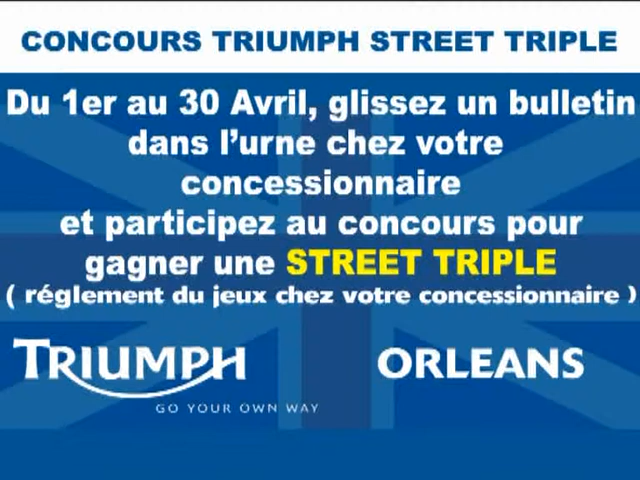 CONCOURS TRIUMPH STREET TRIPLE
Du 1er au 30 Avril, glissez un bulletin
dans l'urne chez votre
concessionnaire
et participez au concours pour
gagner une STREET TRIPLE
( réglement du jeux chez votre concessionnaire )
TRIUMPH ORLEANS
GO YOUR OWN WAY